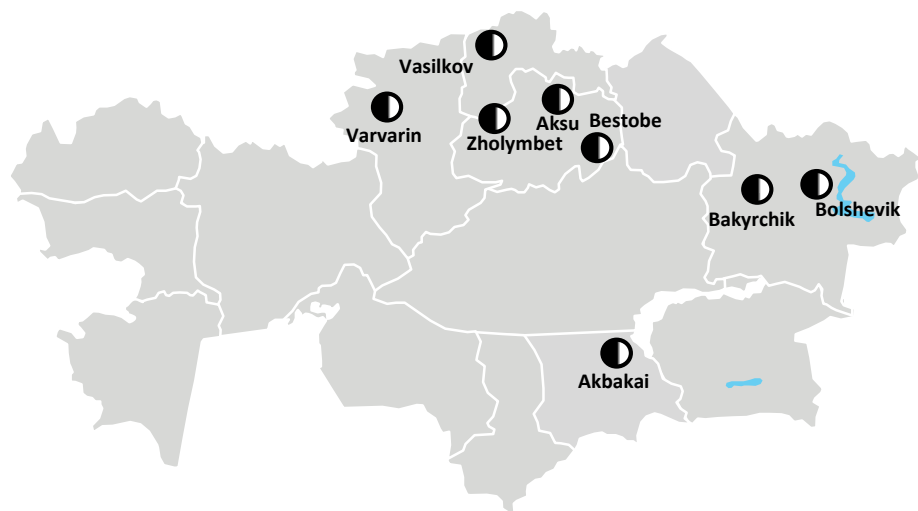 Vasilkov
Varvarin
Aksu
Bestobe
Zholymbet
Bakyrchik
Bolshevik
Akbakai